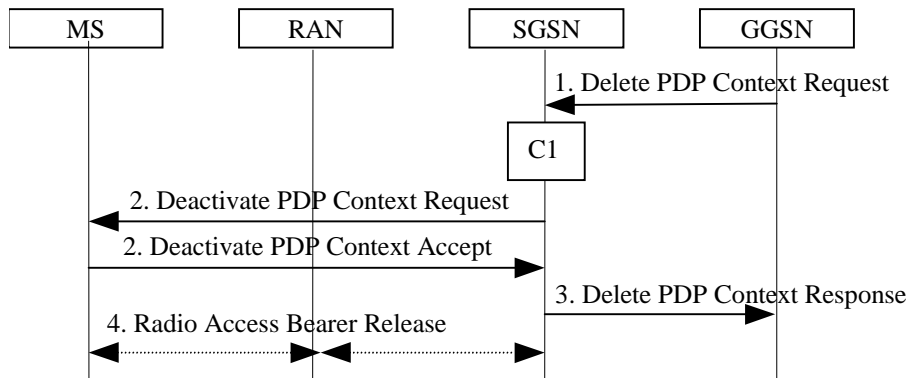 MS
RAN
SGSN
GGSN
1. Delete PDP Context Request
C1
2. Deactivate PDP Context Request
2. Deactivate PDP Context Accept
3. Delete PDP Context Response
4. Radio Access Bearer Release